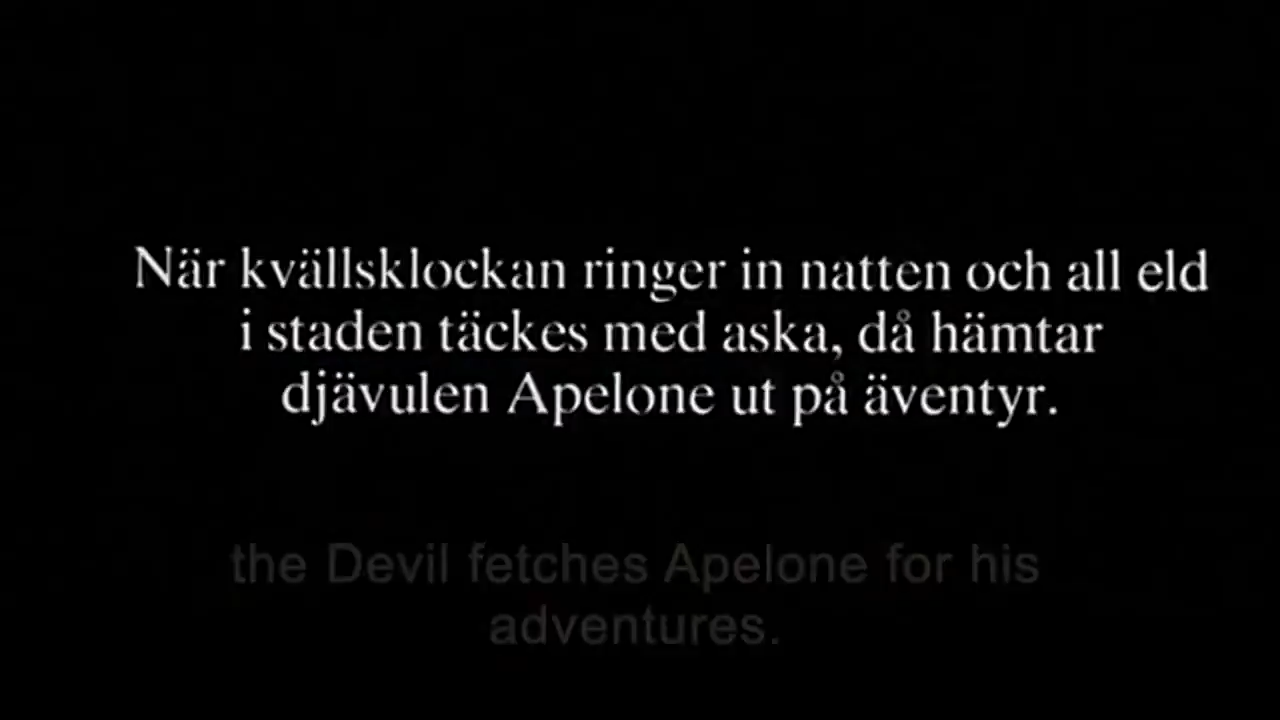 När kvällsklockan ringer in natten och all eld
i staden täckes med aska, då hämtar
djävulen Apelone ut på äventyr.
the Devil fetches Apelone for his
adventures.